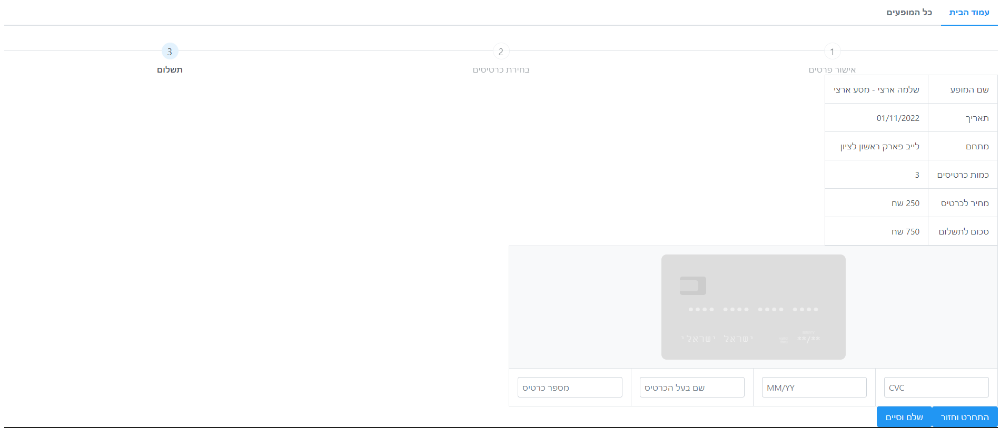 עמוד הבית
כל המופעים
1
2
3
אישור פרטים
בחירת כרטיסים
תשלום
שם המופע שלמה ארצי - מסע ארצי
תאריך 01/11/2022
מתחם לייב פארק ראשון לציון
כמות כרטיסים 3
מחיר לכרטיס 250 שח
סכום לתשלום 750 שח
•••• •••• •••• ••••
ישראל ישראלי
**/**
CVC
MM/YY
שם בעל הכרטיס
מספר כרטיס
התחרט וחזור
שלם וסיים